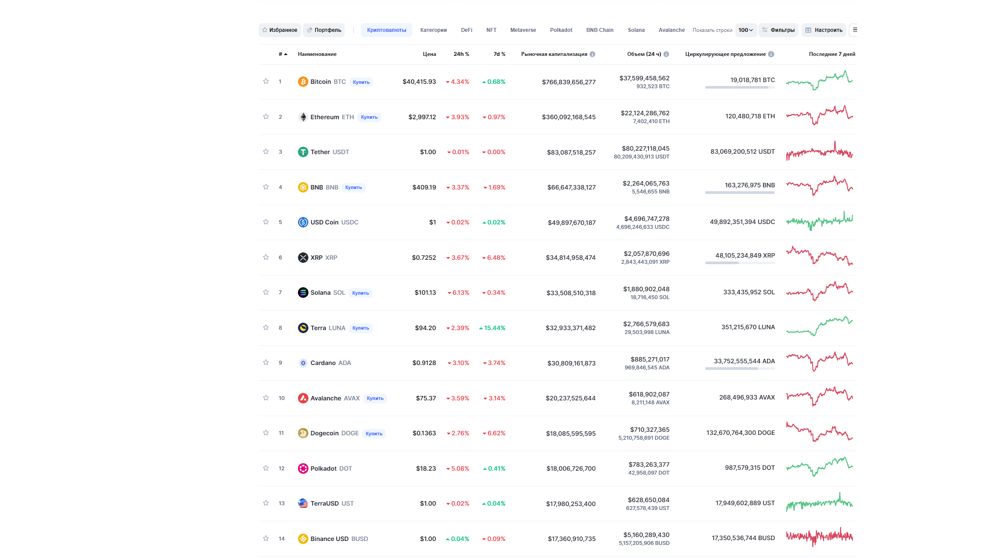 Избранное Портфель Криптовалюты Категории DeFi NFT Metaverse Polkadot BNB Chain Solana Avalanche Показать строки 100 Фильтры Настроить
# Наименование Цена 24h % 7d % Рыночная капитализация Объем (24 ч) Циркулирующее предложение Последние 7 дней
1 Bitcoin BTC Купить $40,415.93 4.34% 0.68% $766,839,656,277 $37,599,458,562 19,018,781 BTC
932,523 BTC
2 Ethereum ETH Купить $2,997.12 3.93% 0.97% $360,092,168,545 $22,124,286,762 120,480,718 ETH
7,402,410 ETH
3 Tether USDT $1.00 0.01% 0.00% $83,087,518,257 $80,227,118,045 83,069,200,512 USDT
80,209,430,913 USDT
4 BNB BNB Купить $409.19 3.37% 1.69% $66,647,338,127 $2,264,065,763 163,276,975 BNB
5,546,655 BNB
5 USD Coin USDC $1 0.02% 0.02% $49,897,670,187 $4,696,747,278 49,892,351,394 USDC
4,696,246,633 USDC
6 XRP XRP $0.7252 3.67% 6.48% $34,814,958,474 $2,057,870,696 48,105,234,849 XRP
2,843,443,091 XRP
7 Solana SOL Купить $101.13 6.13% 0.34% $33,508,510,318 $1,880,902,048 333,435,952 SOL
18,716,450 SOL
8 Terra LUNA Купить $94.20 2.39% 15.44% $32,933,371,482 $2,766,579,683 351,215,670 LUNA
29,503,998 LUNA
9 Cardano ADA $0.9128 3.10% 3.74% $30,809,161,873 $885,271,017 33,752,555,544 ADA
969,846,545 ADA
10 Avalanche AVAX Купить $75.37 3.59% 3.14% $20,237,525,644 $618,902,087 268,496,933 AVAX
8,211,148 AVAX
11 Dogecoin DOGE Купить $0.1363 2.76% 6.62% $18,085,595,595 $710,327,365 132,670,764,300 DOGE
5,210,758,691 DOGE
12 Polkadot DOT $18.23 5.08% 0.41% $18,006,726,700 $783,263,377 987,579,315 DOT
42,958,097 DOT
13 TerraUSD UST $1.00 0.02% 0.04% $17,980,253,400 $628,650,084 17,949,602,889 UST
627,578,439 UST
14 Binance USD BUSD $1.00 0.04% 0.09% $17,360,910,735 $5,160,289,430 17,350,536,744 BUSD
5,157,205,906 BUSD